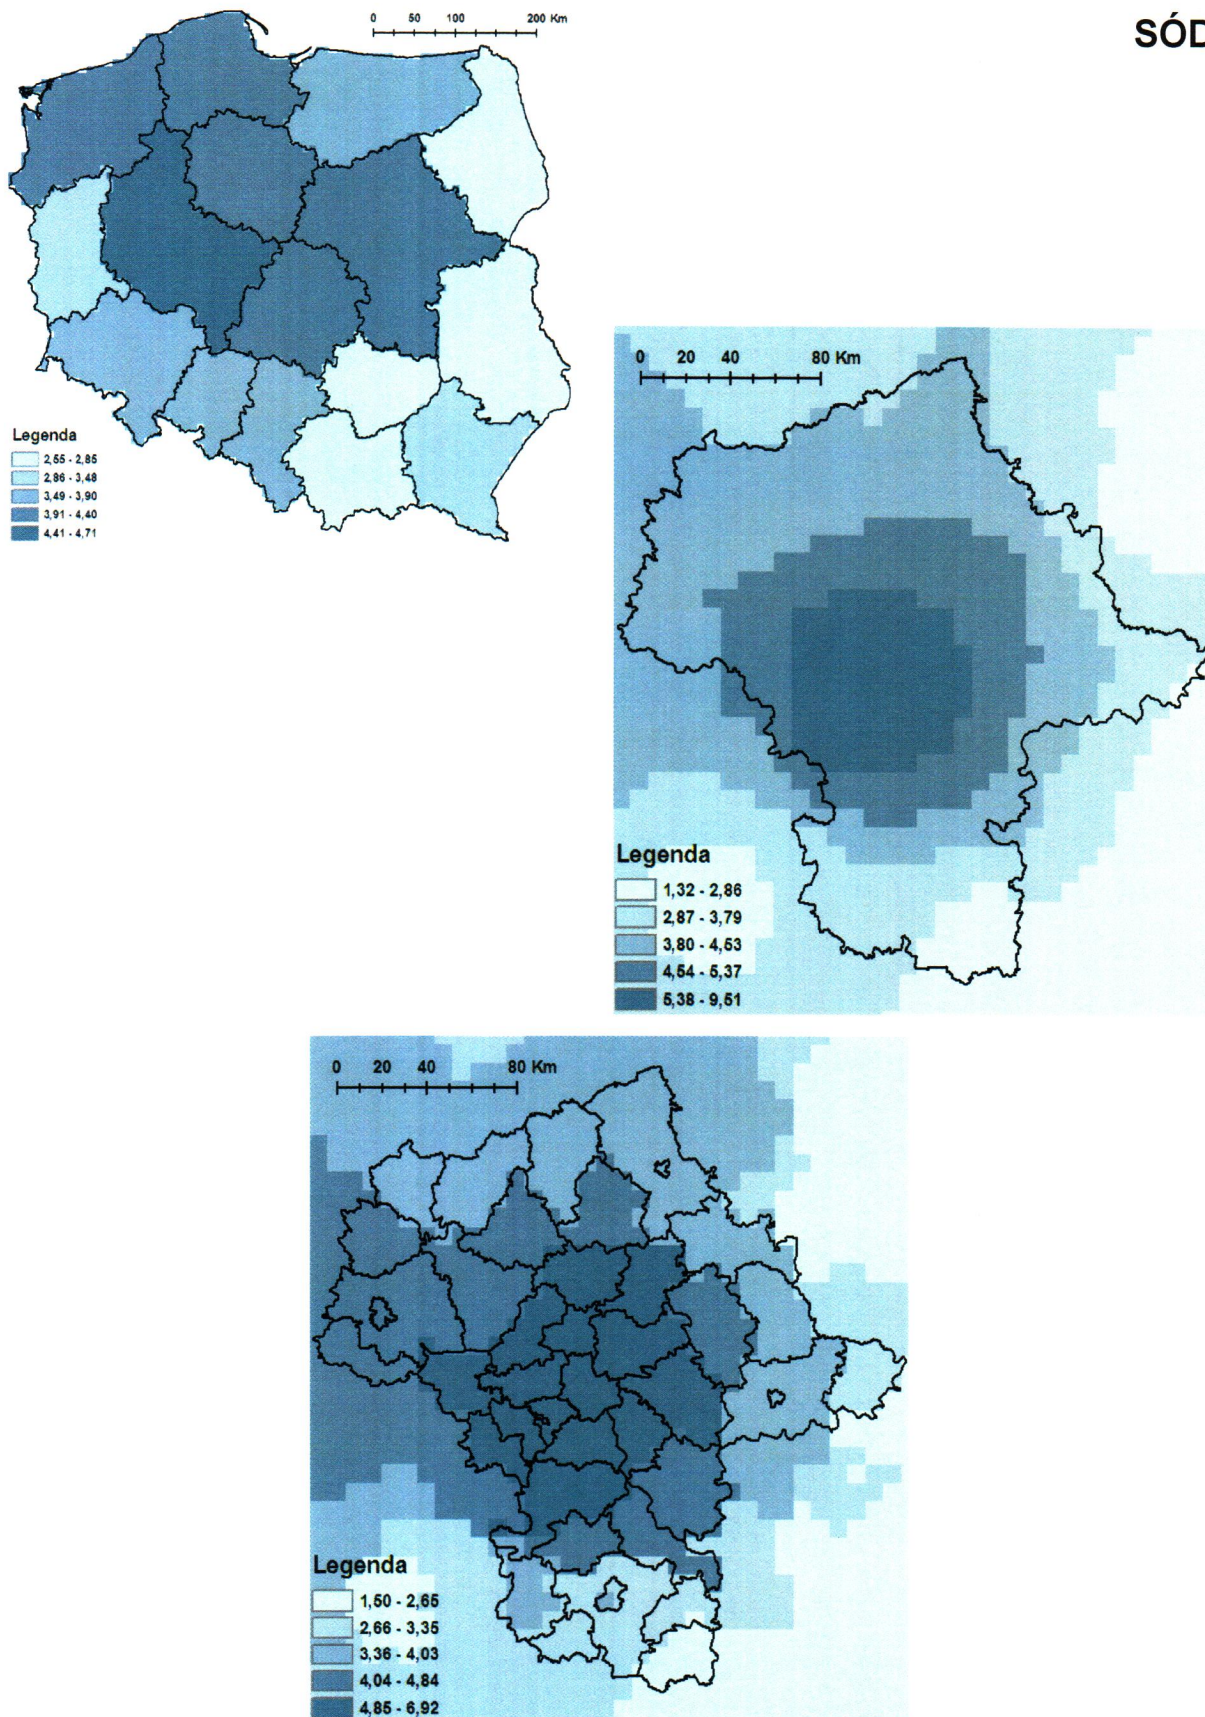 0 50 100 200 Km
SÓD
Legenda
2,55 - 2,85
2,86 - 3,48
3,49 - 3,90
3,91 - 4,40
4,41 - 4,71
0 20 40 80 Km
Legenda
1,32 - 2,86
2,87 - 3,79
3,80 - 4,53
4,54 - 5,37
5,38 - 9,51
0 20 40 80 Km
Legenda
1,50 - 2,65
2,66 - 3,35
3,36 - 4,03
4,04 - 4,84
4,85 - 6,92